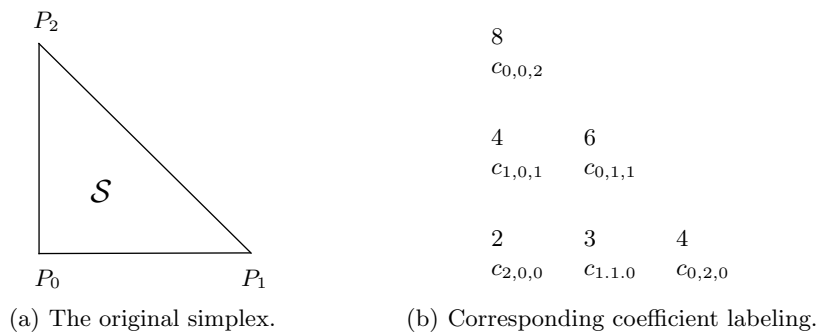 P₂
S
P₀ P₁
(a) The original simplex.
8
c₀,₀,₂
4 6
c₁,₀,₁ c₀,₁,₁
2 3 4
c₂,₀,₀ c₁.₁.₀ c₀,₂,₀
(b) Corresponding coefficient labeling.